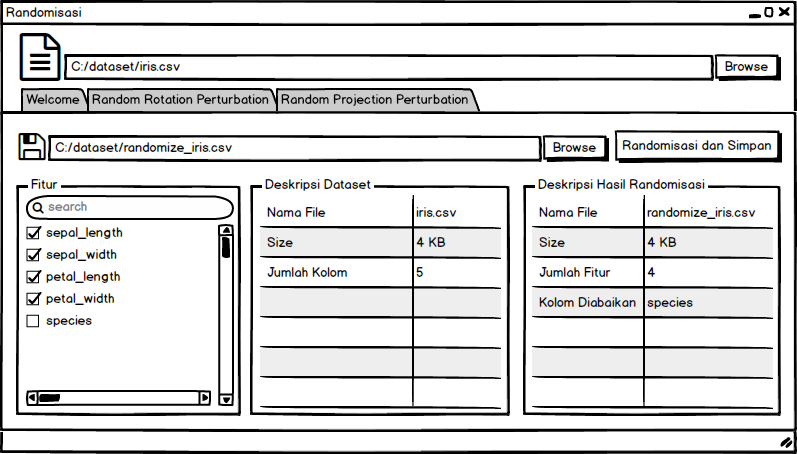 Randomisasi
C:/dataset/iris.csv
Browse
Welcome
Random Rotation Perturbation
Random Projection Perturbation
C:/dataset/randomize_iris.csv
Browse
Randomisasi dan Simpan
Fitur
search
sepal_length
sepal_width
petal_length
petal_width
species
Deskripsi Dataset
Nama File iris.csv
Size 4 KB
Jumlah Kolom 5
Deskripsi Hasil Randomisasi
Nama File randomize_iris.csv
Size 4 KB
Jumlah Fitur 4
Kolom Diabaikan species